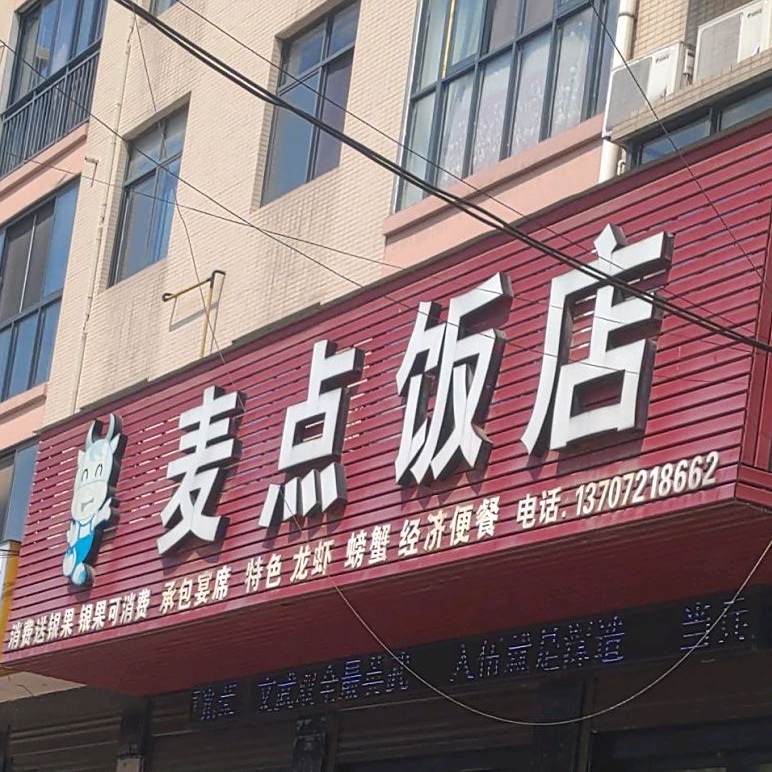 麦点饭店
消费送银果 银果可消费 承包宴席 特色 龙虾 螃蟹 经济便餐 电话.13707218662